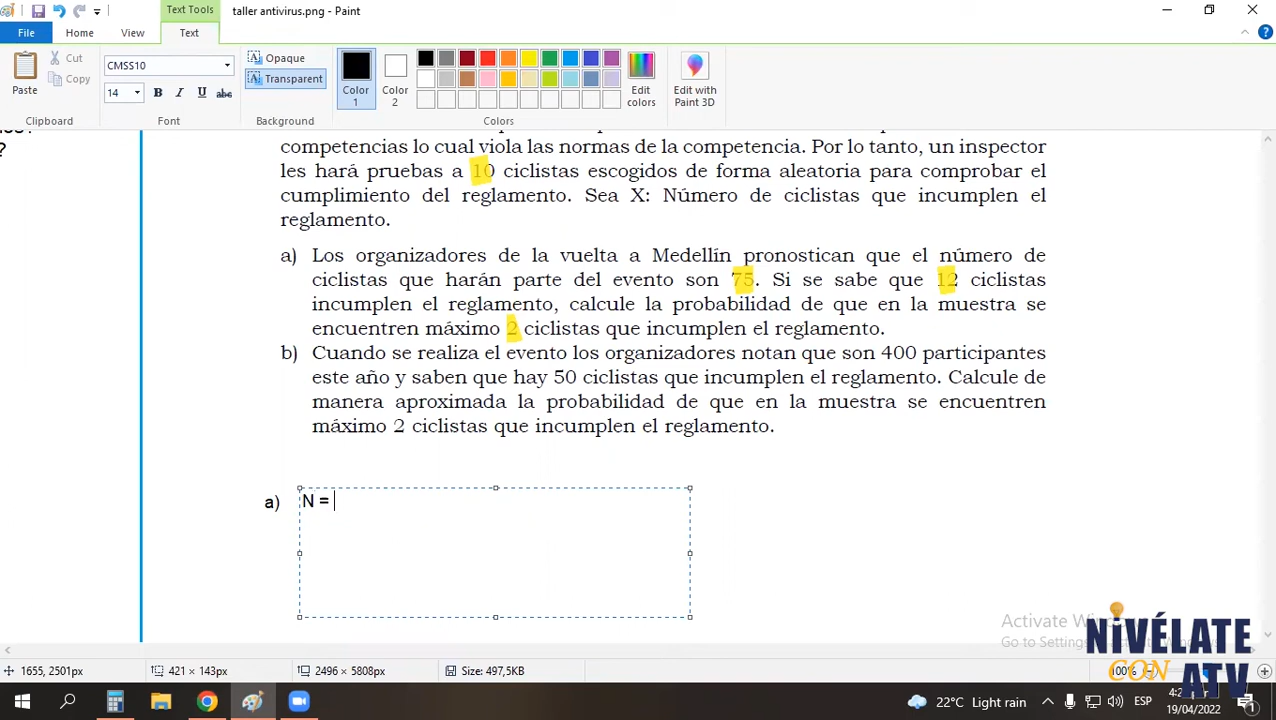 taller antivirus.png - Paint
Text Tools
File
Home
View
Text
Paste
Cut
Copy
Clipboard
CMSS10
14
B I U abc
Font
Opaque
Transparent
Background
Color 1
Color 2
Edit colors
Colors
Edit with Paint 3D
?
competencias lo cual viola las normas de la competencia. Por lo tanto, un inspector
les hará pruebas a 10 ciclistas escogidos de forma aleatoria para comprobar el
cumplimiento del reglamento. Sea X: Número de ciclistas que incumplen el
reglamento.
a) Los organizadores de la vuelta a Medellín pronostican que el número de
ciclistas que harán parte del evento son 75. Si se sabe que 12 ciclistas
incumplen el reglamento, calcule la probabilidad de que en la muestra se
encuentren máximo 2 ciclistas que incumplen el reglamento.
b) Cuando se realiza el evento los organizadores notan que son 400 participantes
este año y saben que hay 50 ciclistas que incumplen el reglamento. Calcule de
manera aproximada la probabilidad de que en la muestra se encuentren
máximo 2 ciclistas que incumplen el reglamento.
a) N =
Activate
Go to Settings
NIVÉLATE
CON
ATV
1655, 2501px
421 × 143px
2496 × 5808px
Size: 497,5KB
100%
22°C Light rain
ESP
19/04/2022
1